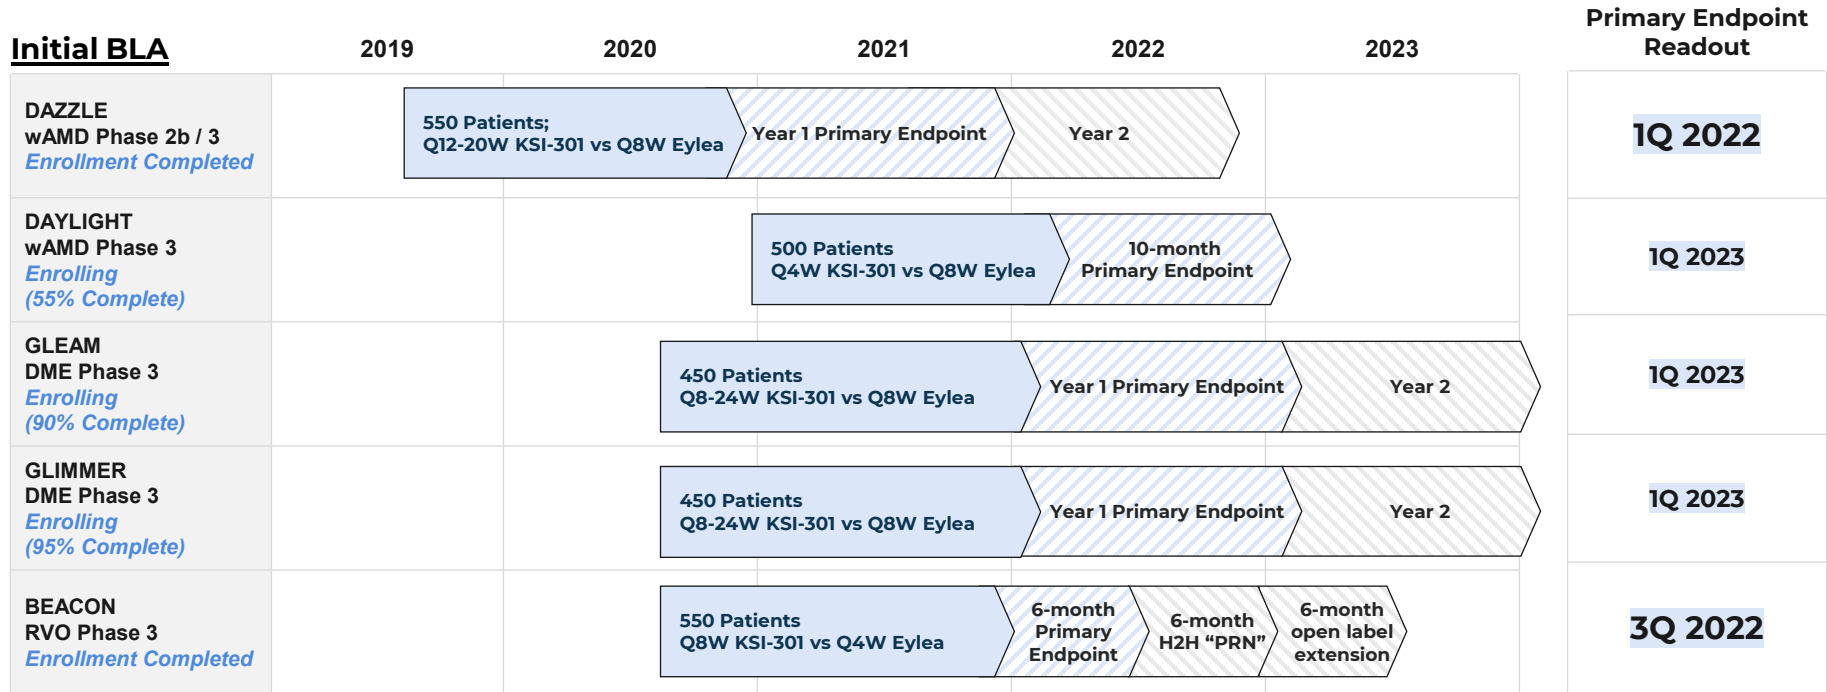 Primary Endpoint
Readout
Initial BLA
2019
2020
2021
2022
2023
DAZZLE
wAMD Phase 2b / 3
Enrollment Completed
550 Patients;
Q12-20W KSI-301 vs Q8W Eylea
Year 1 Primary Endpoint
Year 2
1Q 2022
DAYLIGHT
wAMD Phase 3
Enrolling
(55% Complete)
500 Patients
Q4W KSI-301 vs Q8W Eylea
10-month
Primary Endpoint
1Q 2023
GLEAM
DME Phase 3
Enrolling
(90% Complete)
450 Patients
Q8-24W KSI-301 vs Q8W Eylea
Year 1 Primary Endpoint
Year 2
1Q 2023
GLIMMER
DME Phase 3
Enrolling
(95% Complete)
450 Patients
Q8-24W KSI-301 vs Q8W Eylea
Year 1 Primary Endpoint
Year 2
1Q 2023
BEACON
RVO Phase 3
Enrollment Completed
550 Patients
Q8W KSI-301 vs Q4W Eylea
6-month
Primary
Endpoint
6-month
H2H “PRN”
6-month
open label
extension
3Q 2022